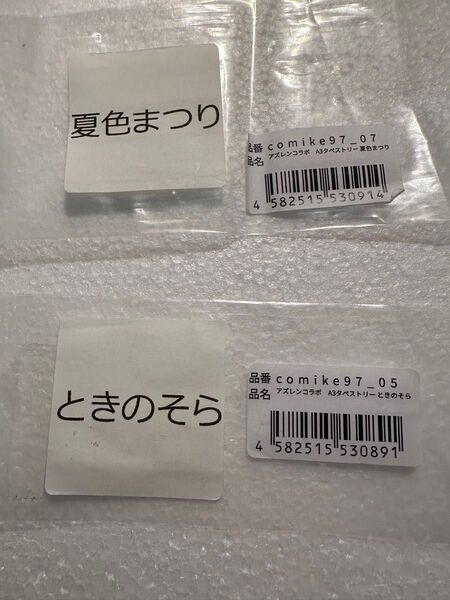 夏色まつり
品番 comike97_07
品名 アズレンコラボ A3タペストリー 夏色まつり
4 582515 530914
ときのそら
品番 comike97_05
品名 アズレンコラボ A3タペストリー ときのそら
4 582515 530891